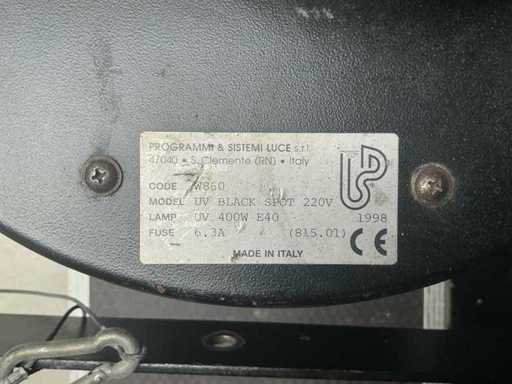 PROGRAMMI & SISTEMI LUCE s.r.l.
47040 • S. Clemente (RN) • Italy
CODE W860
MODEL UV BLACK SPOT 220V
LAMP UV 400W E40 1998
FUSE 6.3A (815.01) CE
MADE IN ITALY